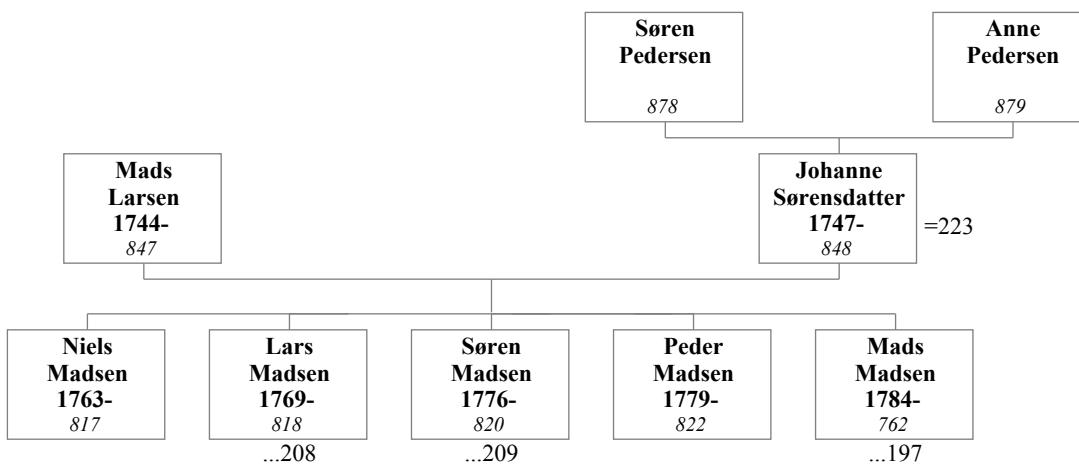 Søren
Pedersen
878
Anne
Pedersen
879
Mads
Larsen
1744-
847
Johanne
Sørensdatter
1747-
848
=223
Niels
Madsen
1763-
817
Lars
Madsen
1769-
818
...208
Søren
Madsen
1776-
820
...209
Peder
Madsen
1779-
822
Mads
Madsen
1784-
762
...197